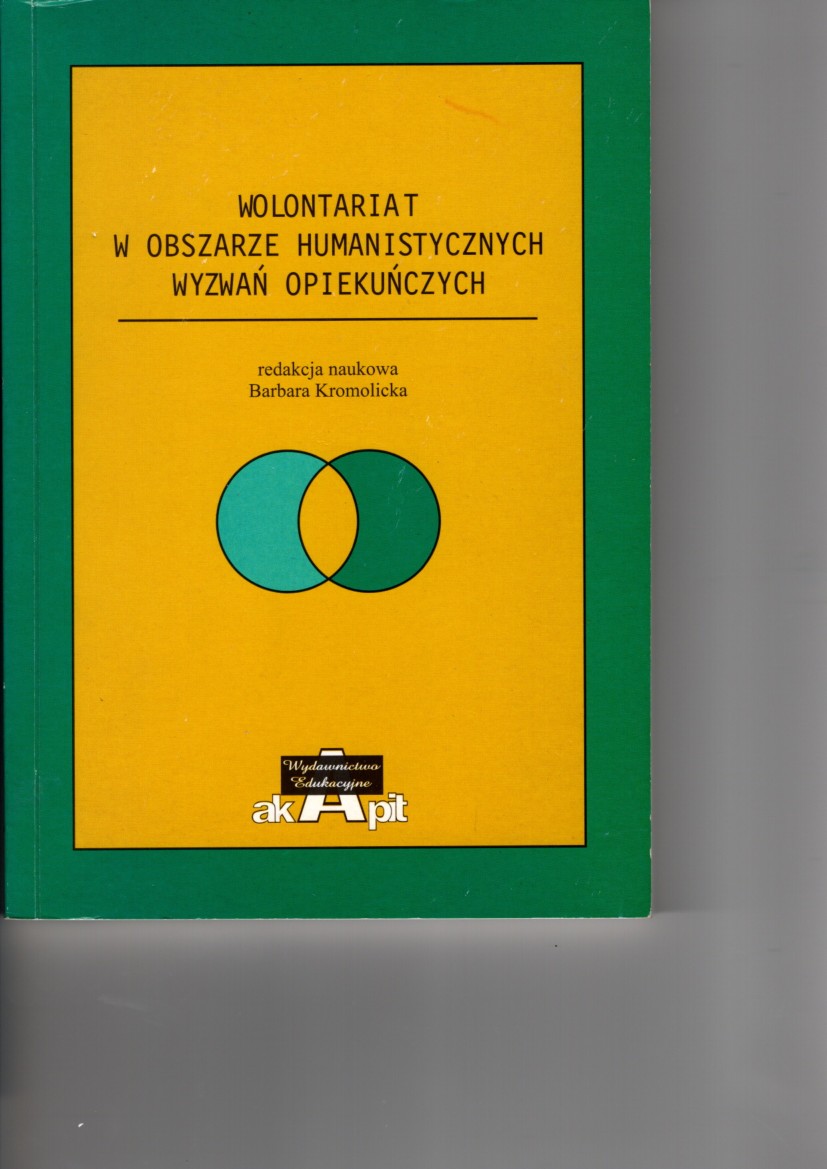 WOLONTARIAT
W OBSZARZE HUMANISTYCZNYCH
WYZWAŃ OPIEKUŃCZYCH
redakcja naukowa
Barbara Kromolicka
Wydawnictwo
Edukacyjne
akApit